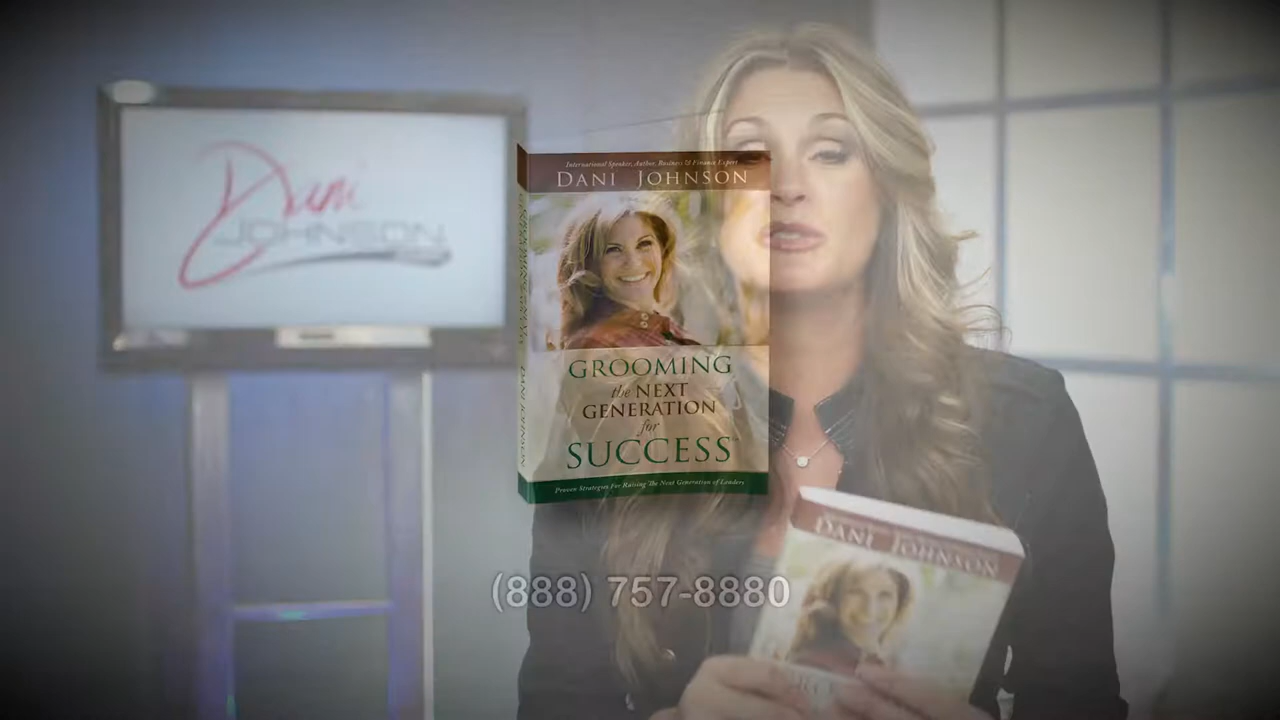 Dani
JOHNSON
International Speaker, Author, Business & Finance Expert
DANI JOHNSON
GROOMING
the NEXT
GENERATION
for
SUCCESS
Proven Strategies For Raising The Next Generation of Leaders
DANI JOHNSON
DANI JOHNSON
(888) 757-8880